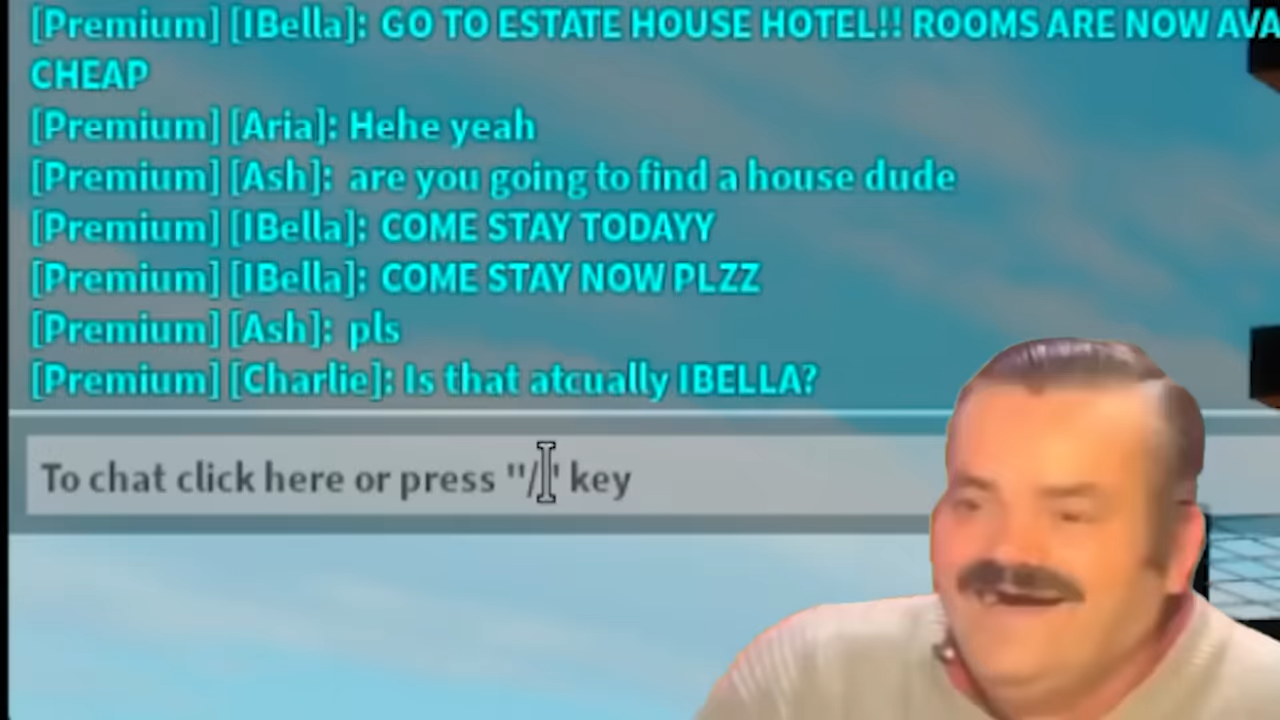 [Premium] [IBella]: GO TO ESTATE HOUSE HOTEL!! ROOMS ARE NOW AVA
CHEAP
[Premium] [Aria]: Hehe yeah
[Premium] [Ash]: are you going to find a house dude
[Premium] [IBella]: COME STAY TODAYY
[Premium] [IBella]: COME STAY NOW PLZZ
[Premium] [Ash]: pls
[Premium] [Charlie]: Is that atcually IBELLA?
To chat click here or press "/" key